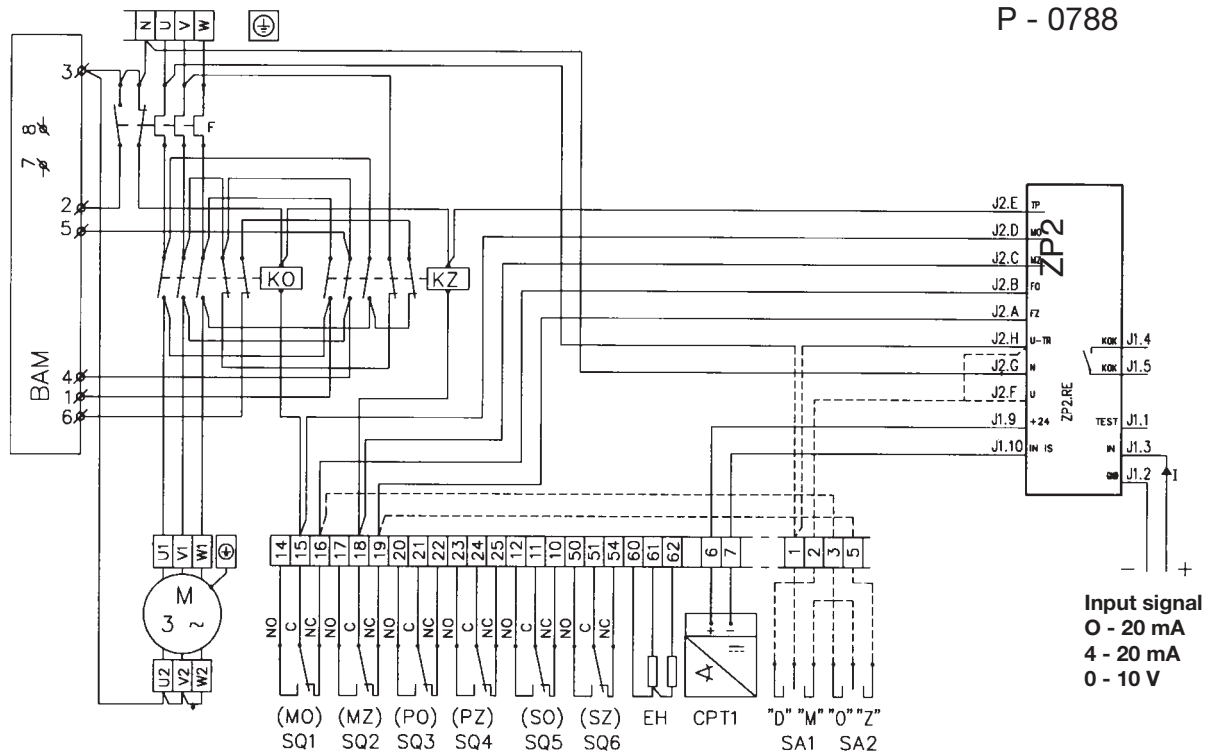 P - 0788
N U V W
3
8
7
F
2
5
KO
KZ
BAM
4
1
6
J2.E TP
J2.D MO
J2.C MZ
J2.B FO
J2.A FZ
J2.H U-TR
J2.G N
J2.F U
J1.9 +24
J1.10 IN IS
ZP2
ZP2.RE
KOK J1.4
KOK J1.5
TEST J1.1
IN J1.3
GND J1.2
I
− +
Input signal
O - 20 mA
4 - 20 mA
0 - 10 V
U1 V1 W1
M
3 ~
U2 V2 W2
14 15 16 17 18 19 20 21 22 23 24 25 12 11 10 50 51 54 60 61 62 6 7 1 2 3 5
NO C NC NO C NC NO C NC NO C NC NO C NC NO C NC
+ −
A
(MO) (MZ) (PO) (PZ) (SO) (SZ) EH CPT1 "D" "M" "O" "Z"
SQ1 SQ2 SQ3 SQ4 SQ5 SQ6 SA1 SA2